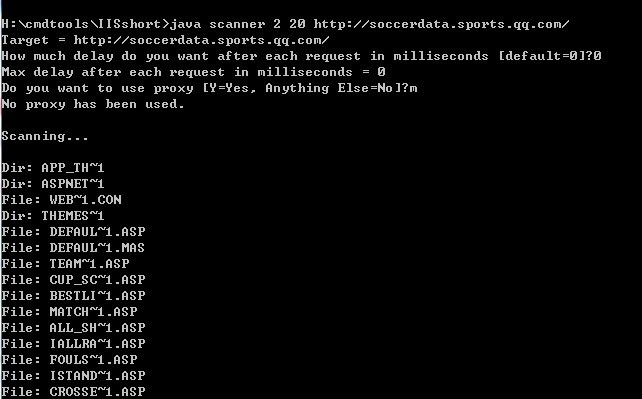 H:\cmdtools\IISshort>java scanner 2 20 http://soccerdata.sports.qq.com/
Target = http://soccerdata.sports.qq.com/
How much delay do you want after each request in milliseconds [default=0]?0
Max delay after each request in milliseconds = 0
Do you want to use proxy [Y=Yes, Anything Else=No]?m
No proxy has been used.
Scanning...
Dir: APP_TH~1
Dir: ASPNET~1
File: WEB~1.CON
Dir: THEMES~1
File: DEFAUL~1.ASP
File: DEFAUL~1.MAS
File: TEAM~1.ASP
File: CUP_SC~1.ASP
File: BESTLI~1.ASP
File: MATCH~1.ASP
File: ALL_SH~1.ASP
File: IALLRA~1.ASP
File: FOULS~1.ASP
File: ISTAND~1.ASP
File: CROSSE~1.ASP